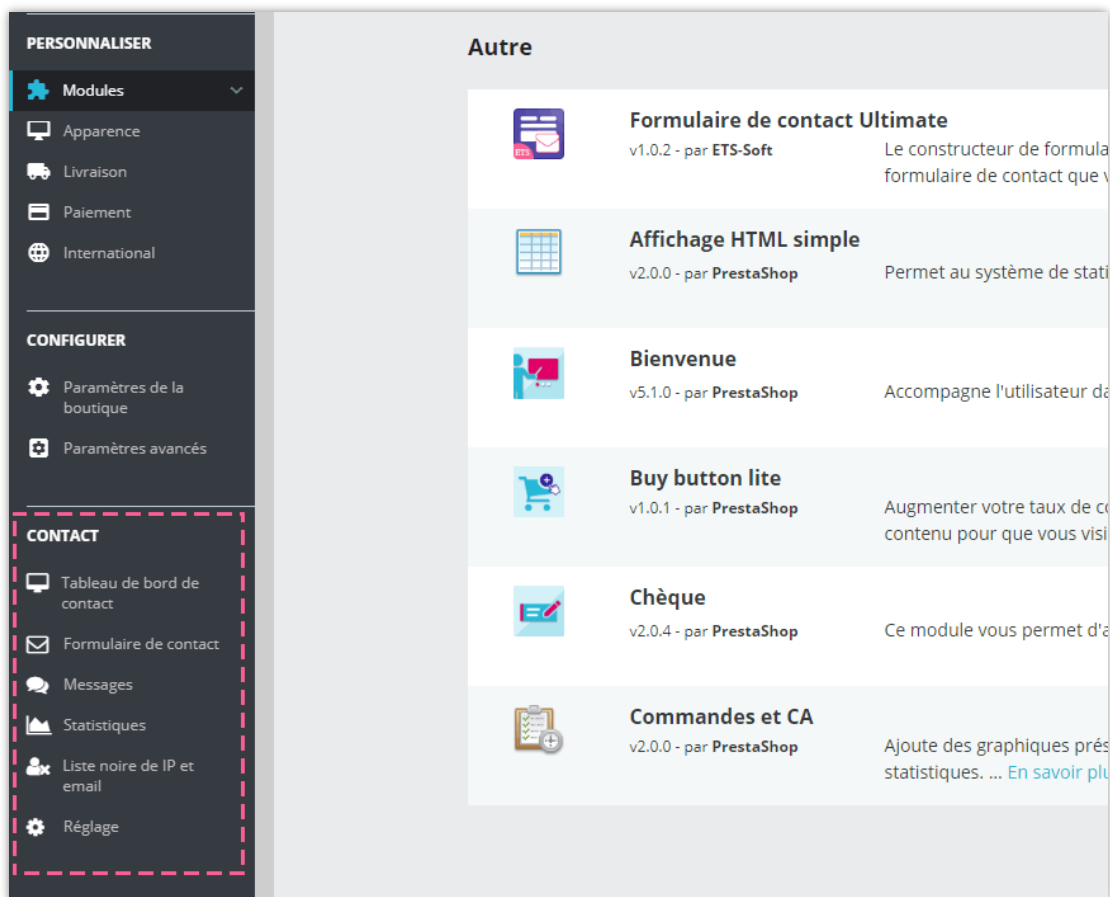 PERSONNALISER
Modules
Apparence
Livraison
Paiement
International
CONFIGURER
Paramètres de la
boutique
Paramètres avancés
CONTACT
Tableau de bord de
contact
Formulaire de contact
Messages
Statistiques
Liste noire de IP et
email
Réglage
Autre
ETS
Formulaire de contact Ultimate
v1.0.2 - par ETS-Soft
Le constructeur de formula
formulaire de contact que v
Affichage HTML simple
v2.0.0 - par PrestaShop
Permet au système de stati
Bienvenue
v5.1.0 - par PrestaShop
Accompagne l'utilisateur da
Buy button lite
v1.0.1 - par PrestaShop
Augmenter votre taux de co
contenu pour que vous visi
Chèque
v2.0.4 - par PrestaShop
Ce module vous permet d'a
Commandes et CA
v2.0.0 - par PrestaShop
Ajoute des graphiques prés
statistiques. ... En savoir plu